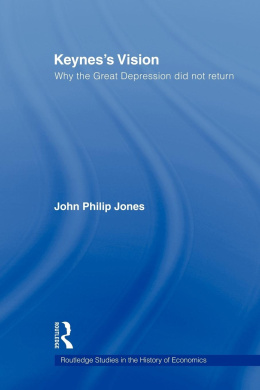 Keynes's Vision
Why the Great Depression did not return
John Philip Jones
ROUTLEDGE
Routledge Studies in the History of Economics